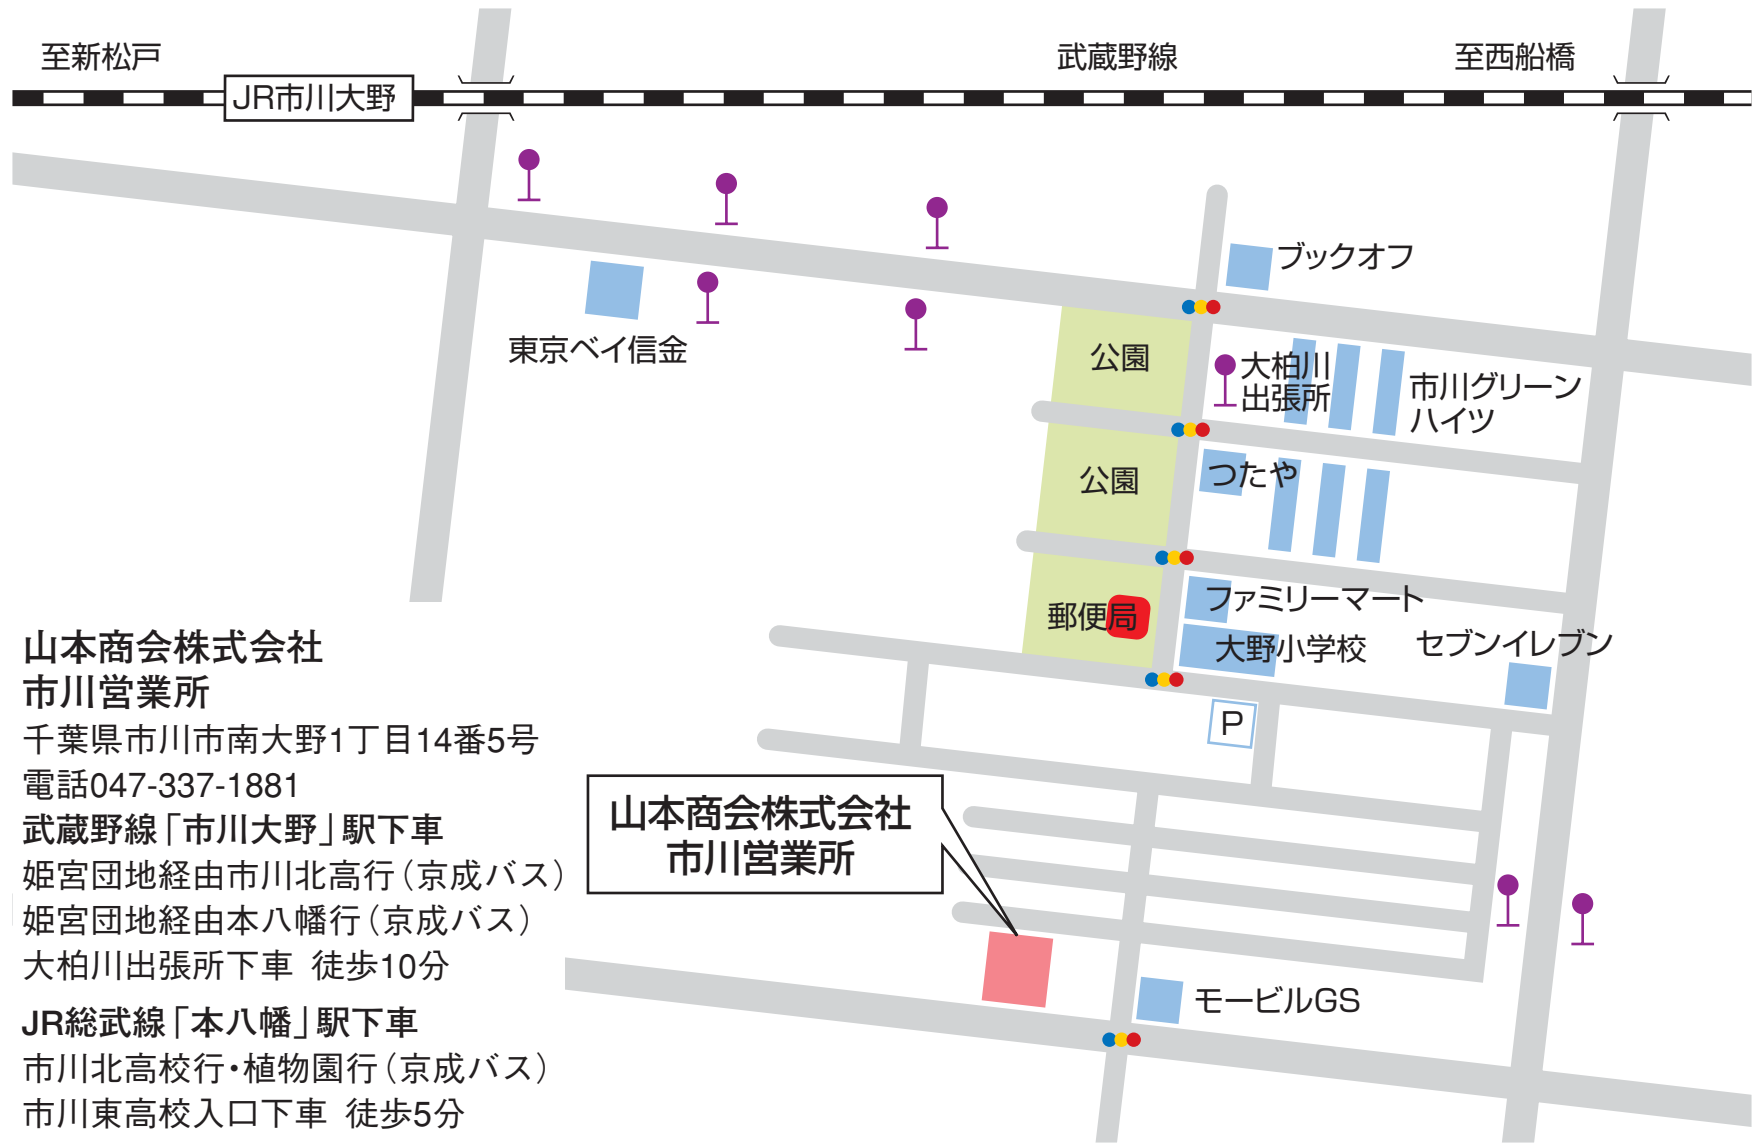 至新松戸
武蔵野線
至西船橋
JR市川大野
ブックオフ
東京ベイ信金
公園
大柏川
出張所
市川グリーン
ハイツ
公園
つたや
郵便局
ファミリーマート
大野小学校
セブンイレブン
P
山本商会株式会社
市川営業所
モービルGS
山本商会株式会社
市川営業所
千葉県市川市南大野1丁目14番5号
電話047-337-1881
武蔵野線「市川大野」駅下車
姫宮団地経由市川北高行(京成バス)
姫宮団地経由本八幡行(京成バス)
大柏川出張所下車 徒歩10分
JR総武線「本八幡」駅下車
市川北高校行・植物園行(京成バス)
市川東高校入口下車 徒歩5分